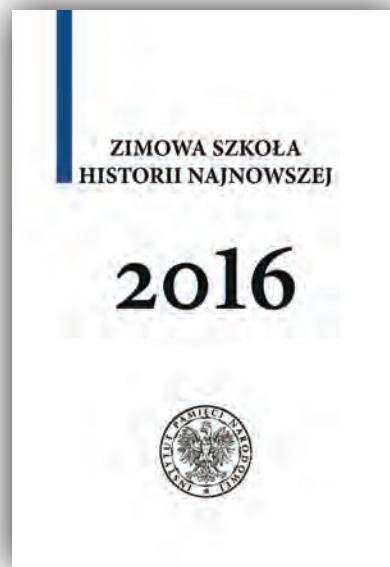 ZIMOWA SZKOŁA
HISTORII NAJNOWSZEJ
2016
INSTYTUT PAMIĘCI NARODOWEJ